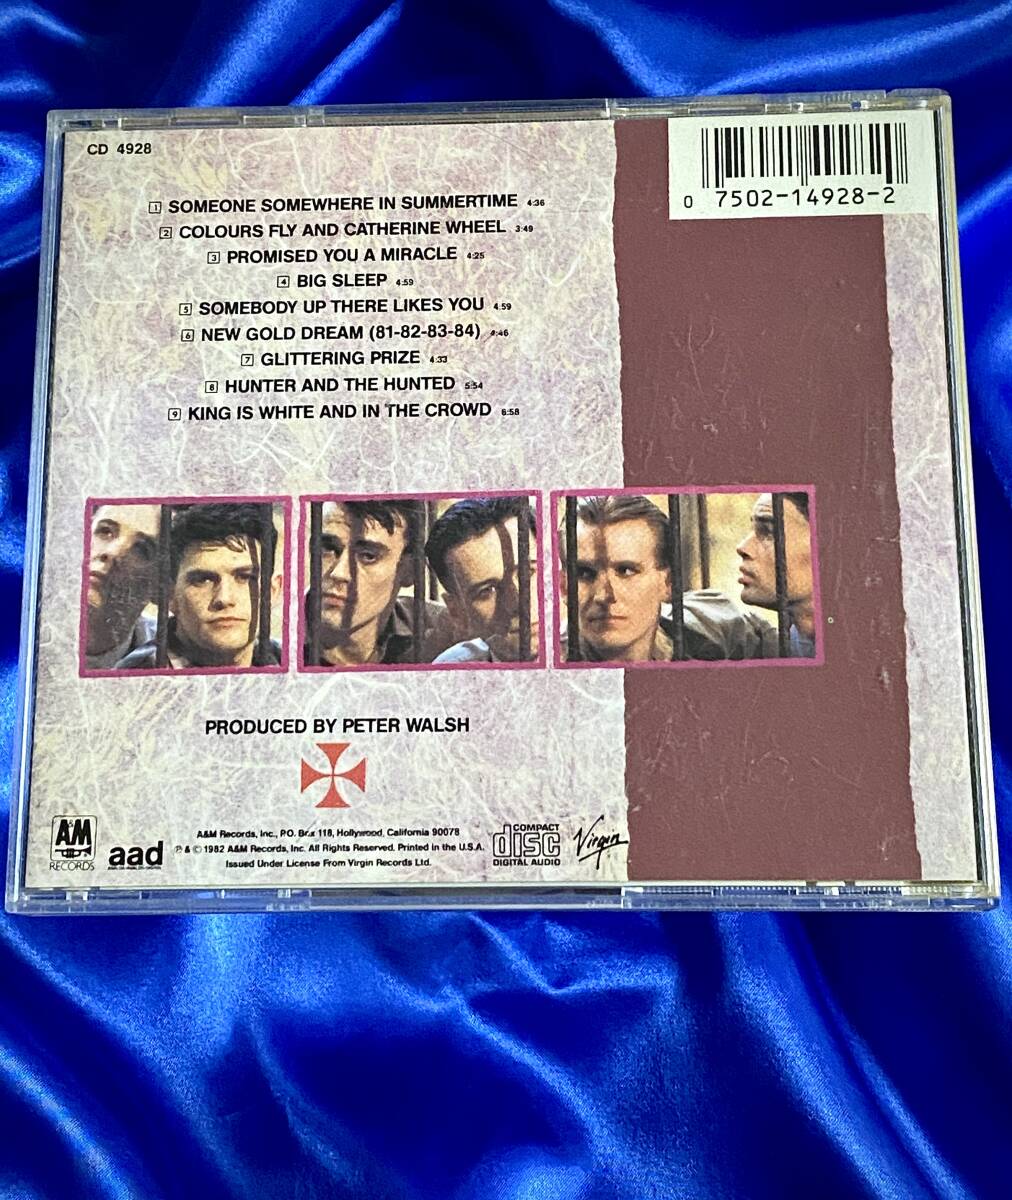 CD 4928
0 7502-14928-2
1 SOMEONE SOMEWHERE IN SUMMERTIME 4:36
2 COLOURS FLY AND CATHERINE WHEEL 3:49
3 PROMISED YOU A MIRACLE 4:25
4 BIG SLEEP 4:59
5 SOMEBODY UP THERE LIKES YOU 4:59
6 NEW GOLD DREAM (81-82-83-84) :46
7 GLITTERING PRIZE 4:33
8 HUNTER AND THE HUNTED 5:54
9 KING IS WHITE AND IN THE CROWD 6:58
PRODUCED BY PETER WALSH
A&M
RECORDS
aad
A&M Records, Inc., P.O. Box 118, Hollywood, California 90078
℗ & © 1982 A&M Records, Inc. All Rights Reserved. Printed in the U.S.A.
Issued Under License From Virgin Records Ltd.
COMPACT
disc
DIGITAL AUDIO
Virgin